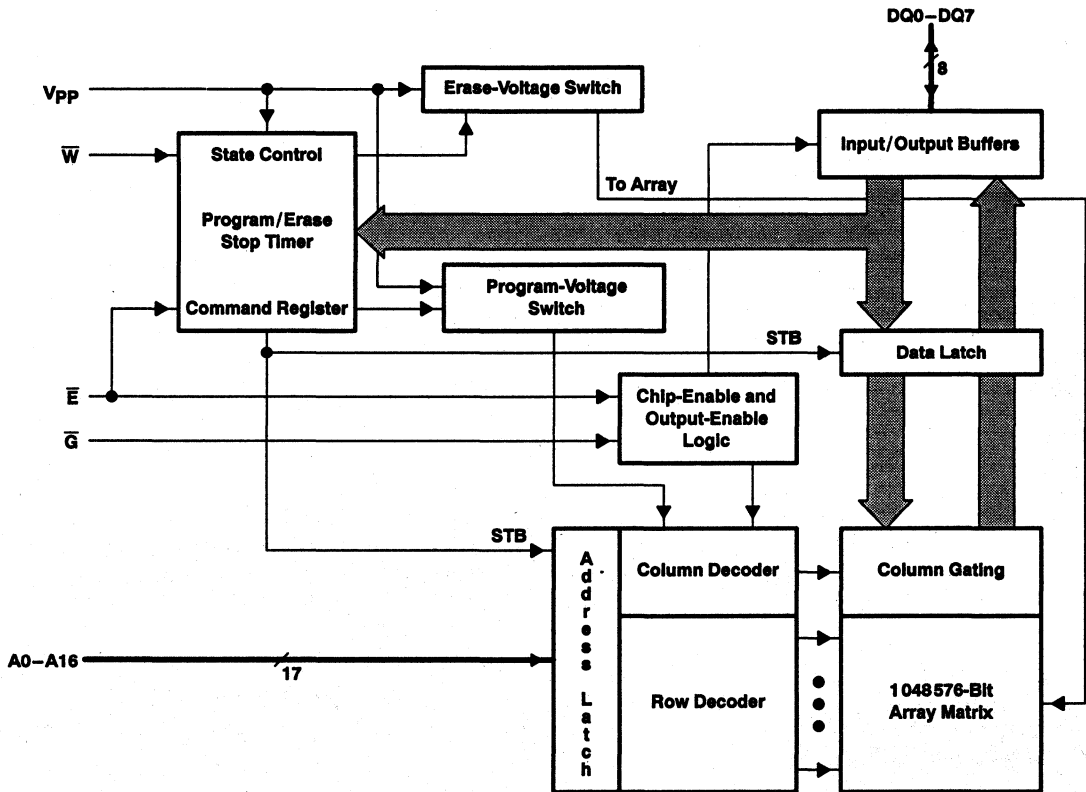 DQ0–DQ7
8
VPP
Erase-Voltage Switch
W̅
State Control
Input/Output Buffers
To Array
Program/Erase
Stop Timer
Program-Voltage
Switch
Command Register
STB
Data Latch
E̅
Chip-Enable and
Output-Enable
Logic
G̅
STB
Address Latch
Column Decoder
Column Gating
A0–A16
17
Row Decoder
1048576-Bit
Array Matrix